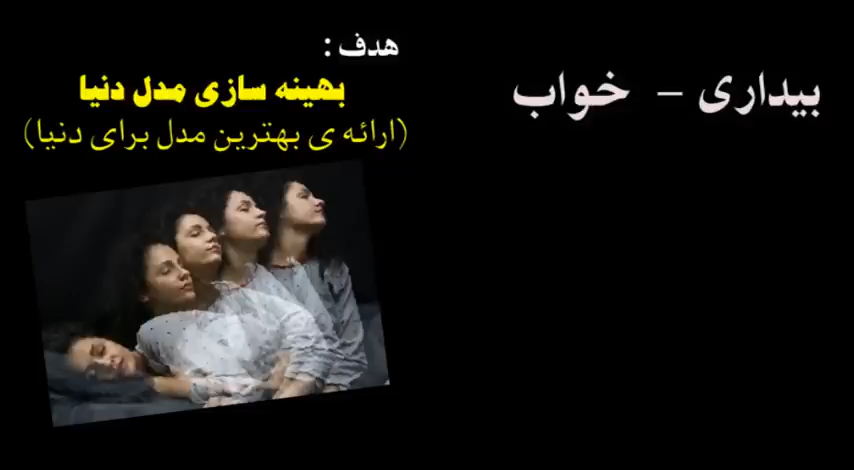 بیداری - خواب
هدف :
بهینه سازی مدل دنیا
(ارائه ی بهترین مدل برای دنیا)